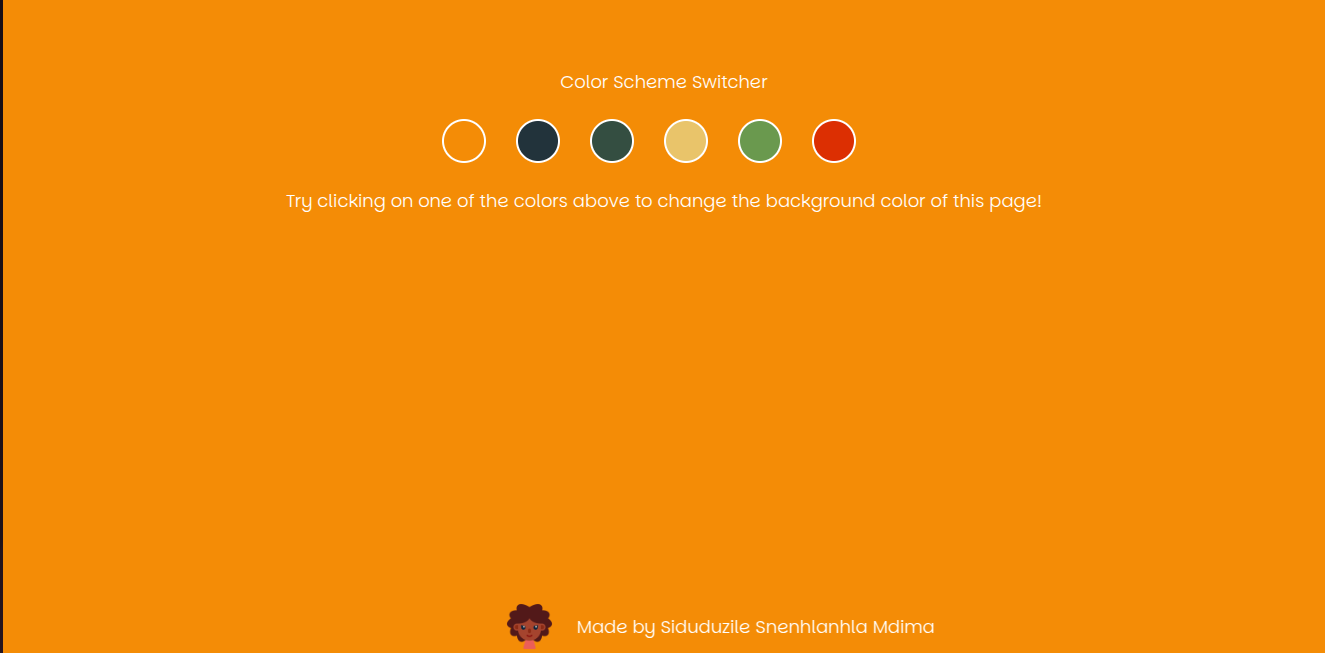 Color Scheme Switcher
Try clicking on one of the colors above to change the background color of this page!
Made by Siduduzile Snenhlanhla Mdima